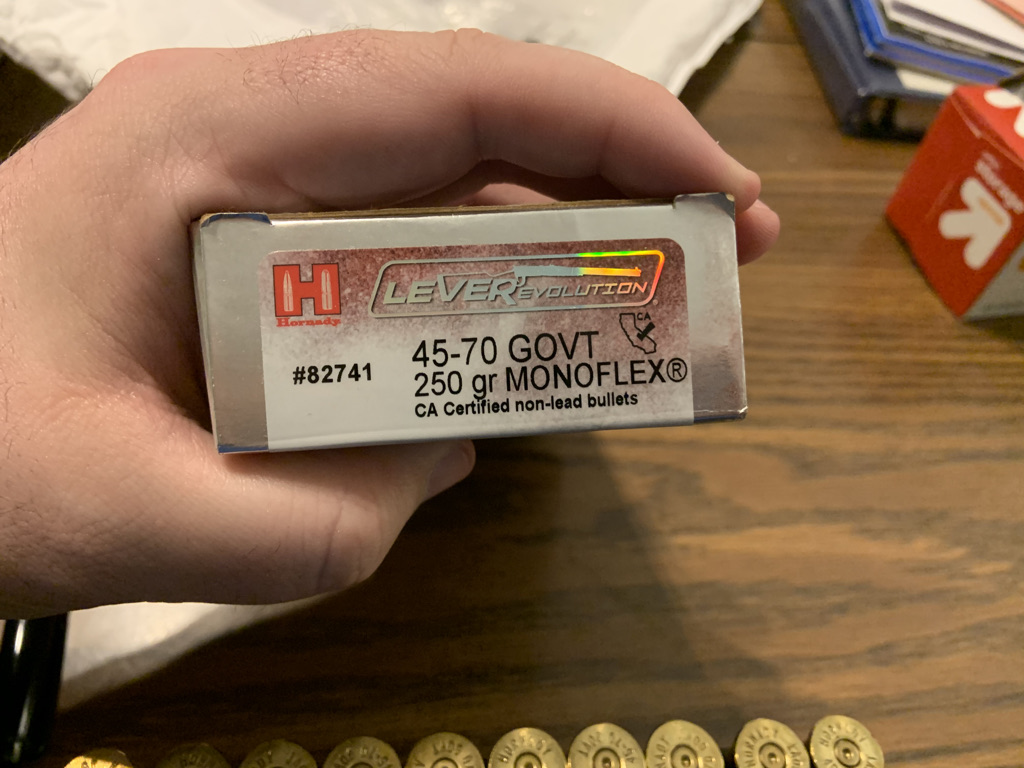 H
Hornady
LEVERevolution
CA
#82741
45-70 GOVT
250 gr MONOFLEX®
CA Certified non-lead bullets